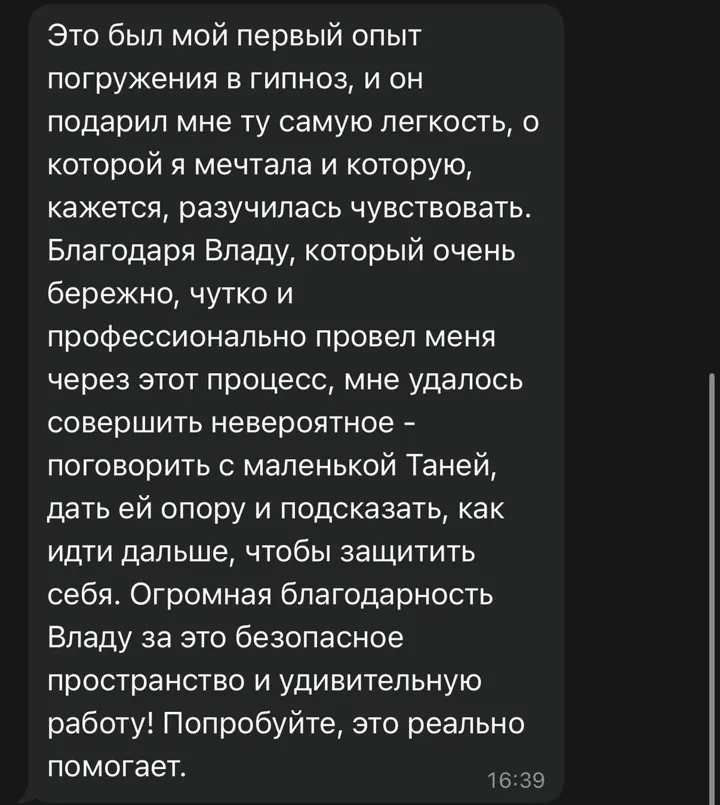 Это был мой первый опыт
погружения в гипноз, и он
подарил мне ту самую легкость, о
которой я мечтала и которую,
кажется, разучилась чувствовать.
Благодаря Владу, который очень
бережно, чутко и
профессионально провел меня
через этот процесс, мне удалось
совершить невероятное -
поговорить с маленькой Таней,
дать ей опору и подсказать, как
идти дальше, чтобы защитить
себя. Огромная благодарность
Владу за это безопасное
пространство и удивительную
работу! Попробуйте, это реально
помогает.
16:39